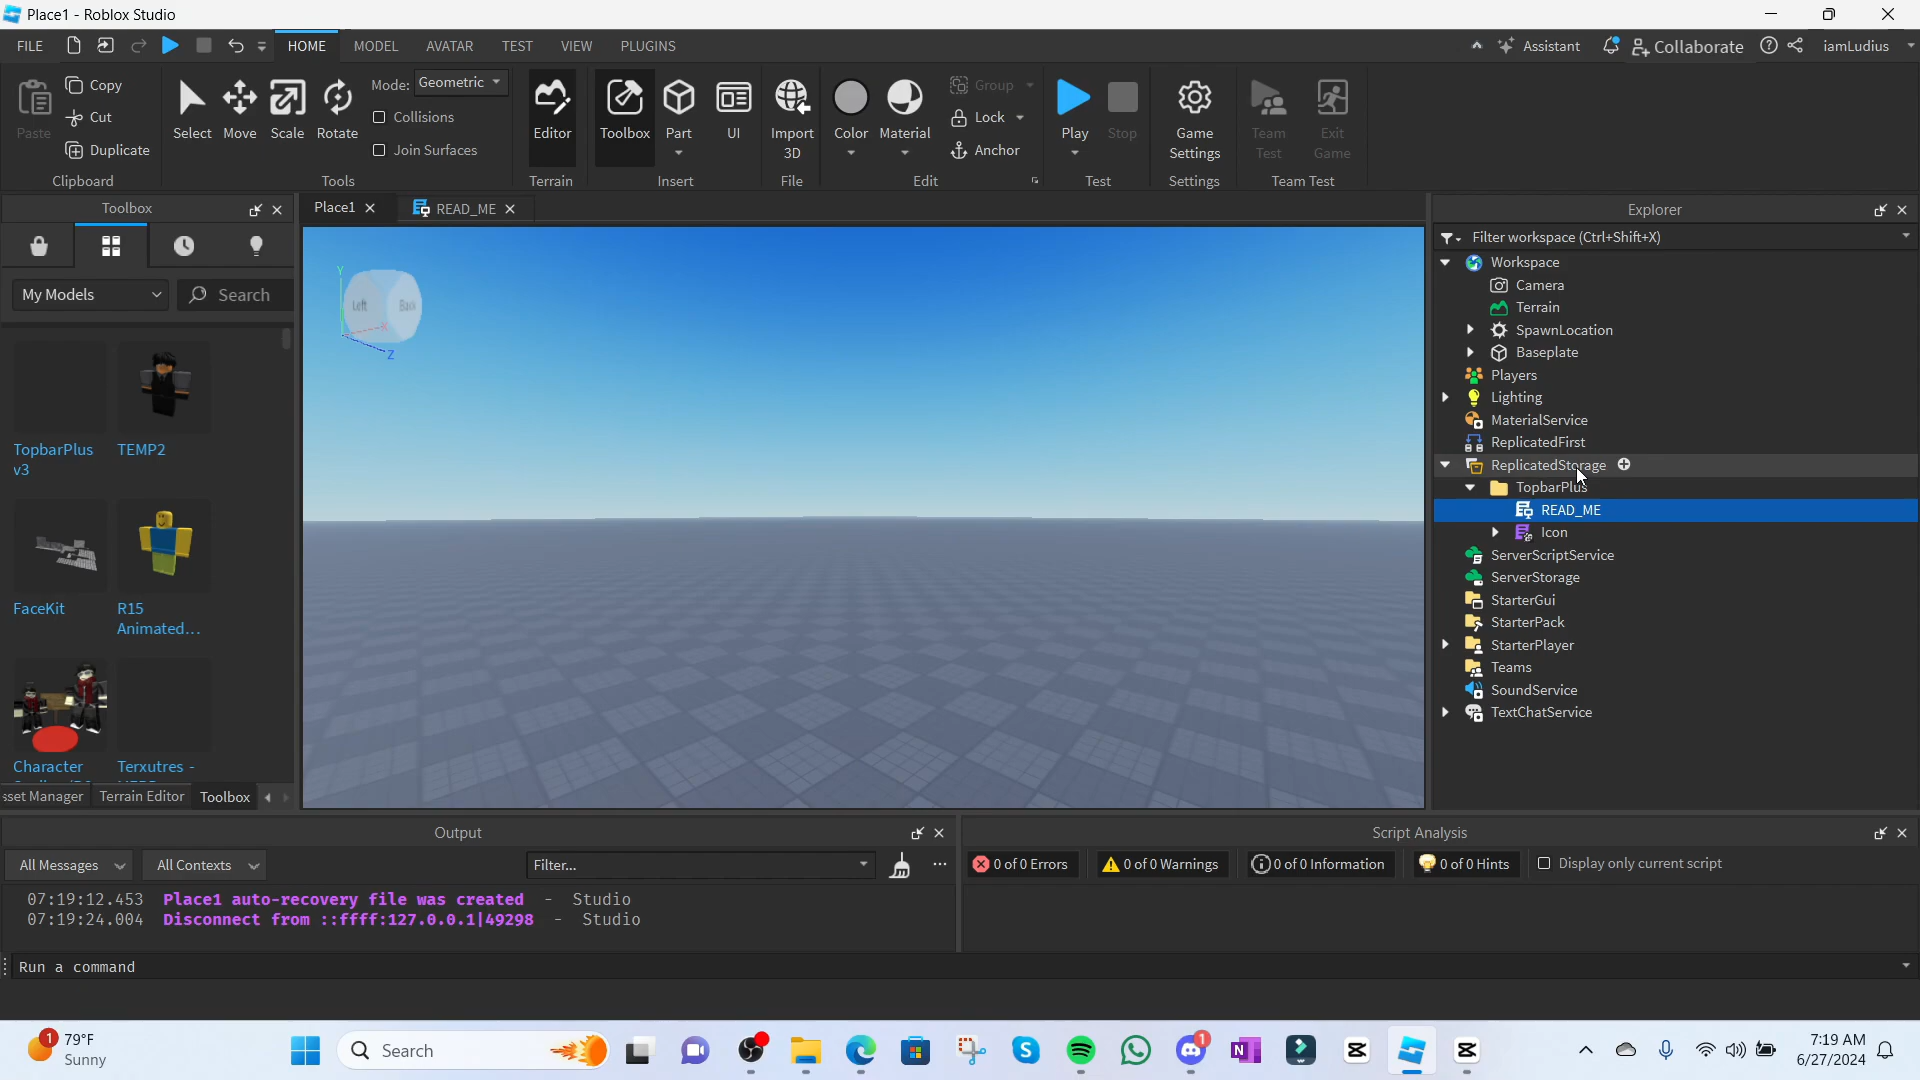 Place1 - Roblox Studio
FILE
HOME
MODEL
AVATAR
TEST
VIEW
PLUGINS
Assistant
Collaborate
iamLudius
Paste
Copy
Cut
Duplicate
Clipboard
Select
Move
Scale
Rotate
Mode: Geometric
Collisions
Join Surfaces
Tools
Editor
Terrain
Toolbox
Part
UI
Insert
Import
3D
File
Color
Material
Group
Lock
Anchor
Edit
Play
Stop
Test
Game
Settings
Settings
Team
Test
Exit
Game
Team Test
Toolbox
Place1
READ_ME
Explorer
My Models
Search
TopbarPlus
v3
TEMP2
FaceKit
R15
Animated...
Character
Terxutres -
sset Manager
Terrain Editor
Toolbox
Y
Left
Back
X
Z
Filter workspace (Ctrl+Shift+X)
Workspace
Camera
Terrain
SpawnLocation
Baseplate
Players
Lighting
MaterialService
ReplicatedFirst
ReplicatedStorage
TopbarPlus
READ_ME
Icon
ServerScriptService
ServerStorage
StarterGui
StarterPack
StarterPlayer
Teams
SoundService
TextChatService
Output
All Messages
All Contexts
Filter...
07:19:12.453 Place1 auto-recovery file was created - Studio
07:19:24.004 Disconnect from ::ffff:127.0.0.1|49298 - Studio
Script Analysis
0 of 0 Errors
0 of 0 Warnings
0 of 0 Information
0 of 0 Hints
Display only current script
Run a command
1
79°F
Sunny
Search
1
7:19 AM
6/27/2024